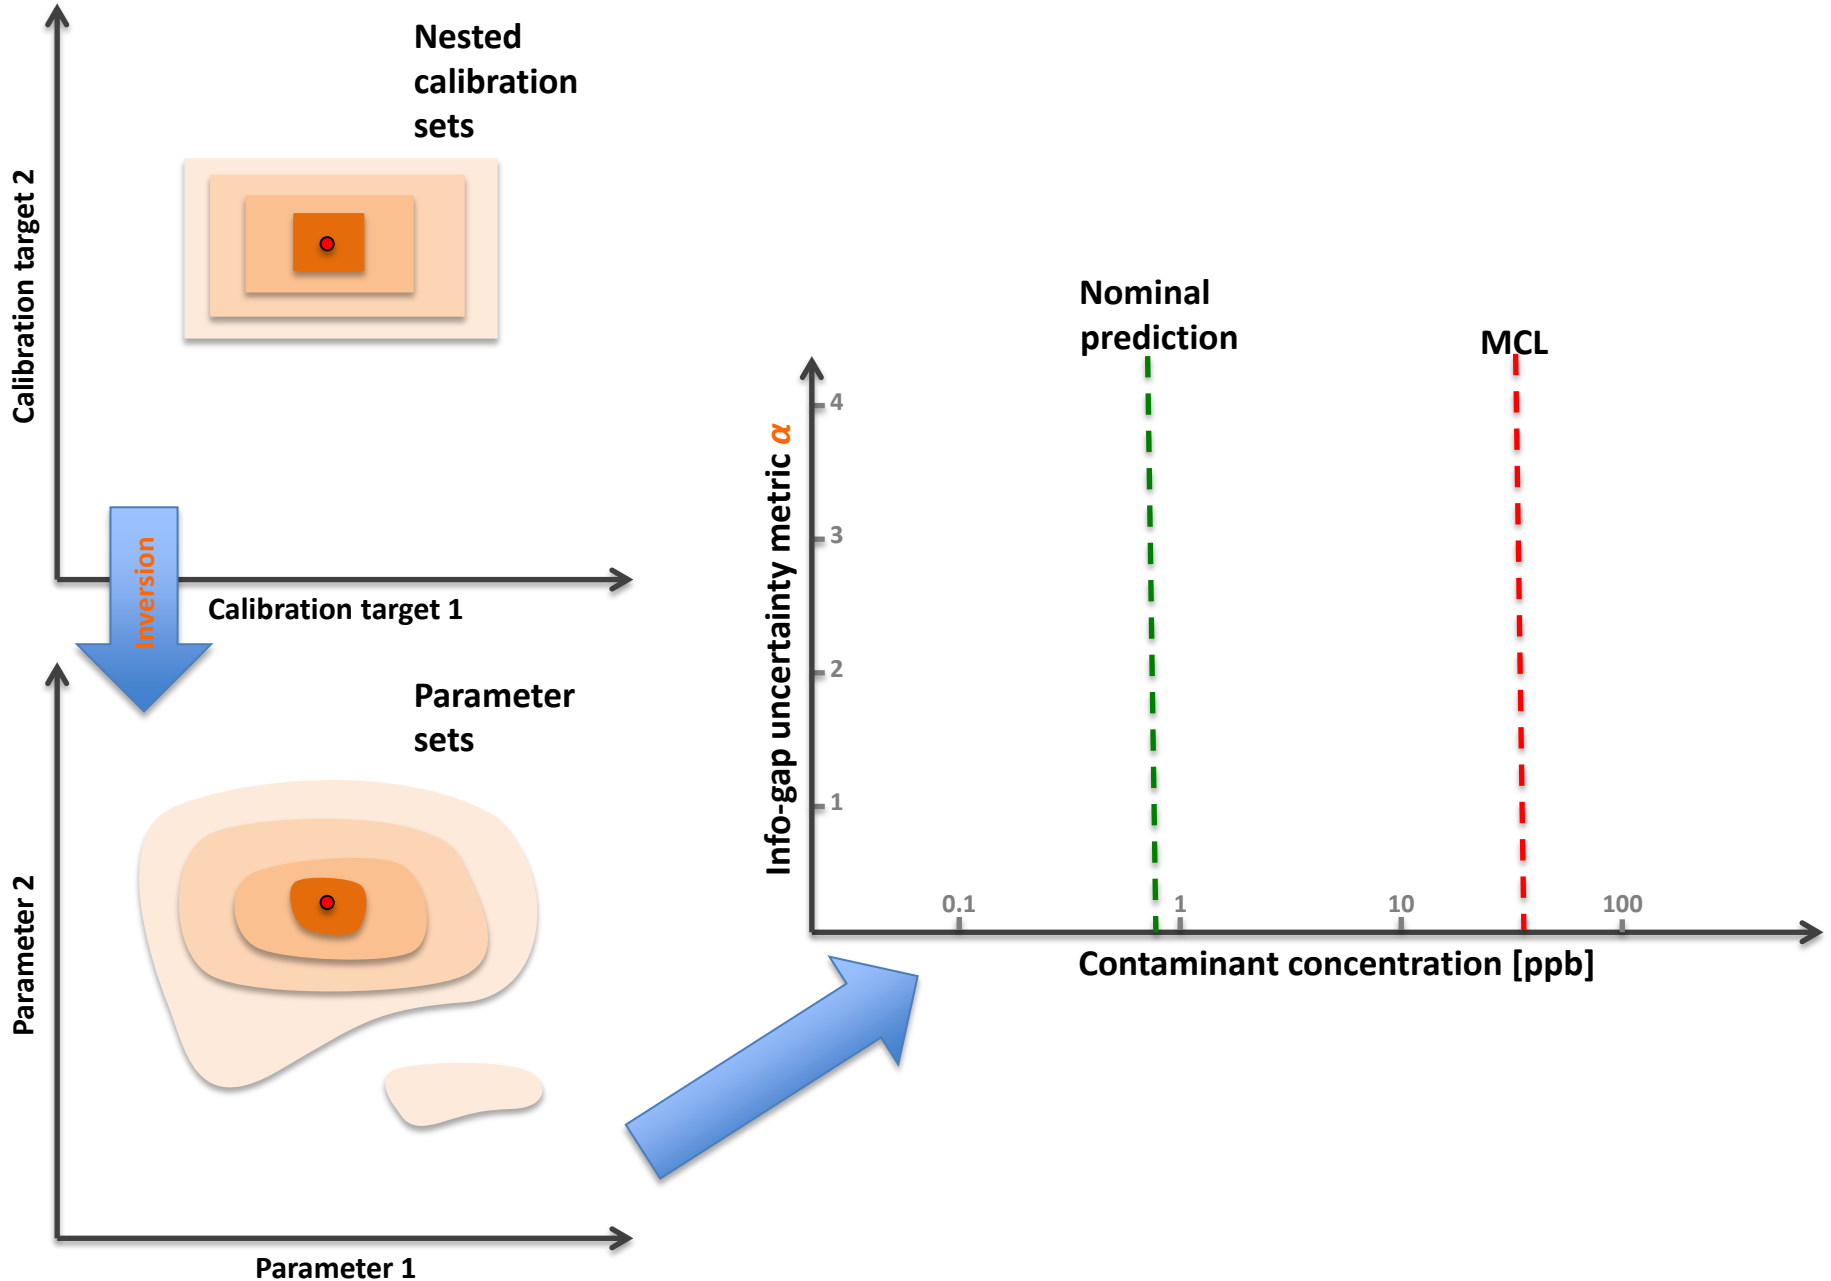 Nested
calibration
sets
Calibration target 2
Calibration target 1
Inversion
Parameter
sets
Parameter 2
Parameter 1
Nominal
prediction
MCL
Info-gap uncertainty metric α
4
3
2
1
0.1
1
10
100
Contaminant concentration [ppb]